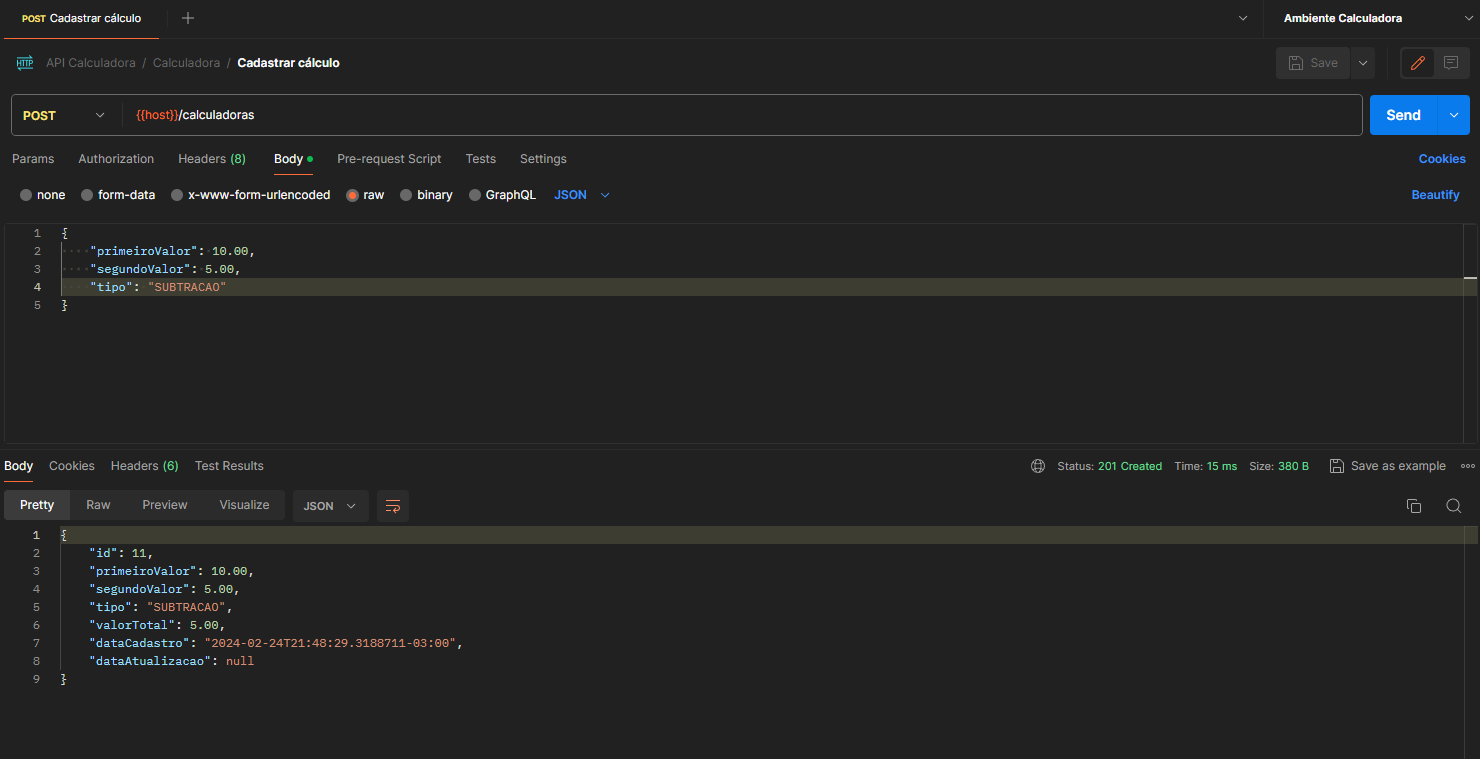 POST Cadastrar cálculo
Ambiente Calculadora
HTTP API Calculadora / Calculadora / Cadastrar cálculo
Save
POST {{host}}/calculadoras
Send
Params Authorization Headers (8) Body Pre-request Script Tests Settings
Cookies
none form-data x-www-form-urlencoded raw binary GraphQL JSON
Beautify
1 {
2 "primeiroValor": 10.00,
3 "segundoValor": 5.00,
4 "tipo": "SUBTRACAO"
5 }
Body Cookies Headers (6) Test Results
Status: 201 Created Time: 15 ms Size: 380 B Save as example
Pretty Raw Preview Visualize JSON
1 {
2 "id": 11,
3 "primeiroValor": 10.00,
4 "segundoValor": 5.00,
5 "tipo": "SUBTRACAO",
6 "valorTotal": 5.00,
7 "dataCadastro": "2024-02-24T21:48:29.3188711-03:00",
8 "dataAtualizacao": null
9 }